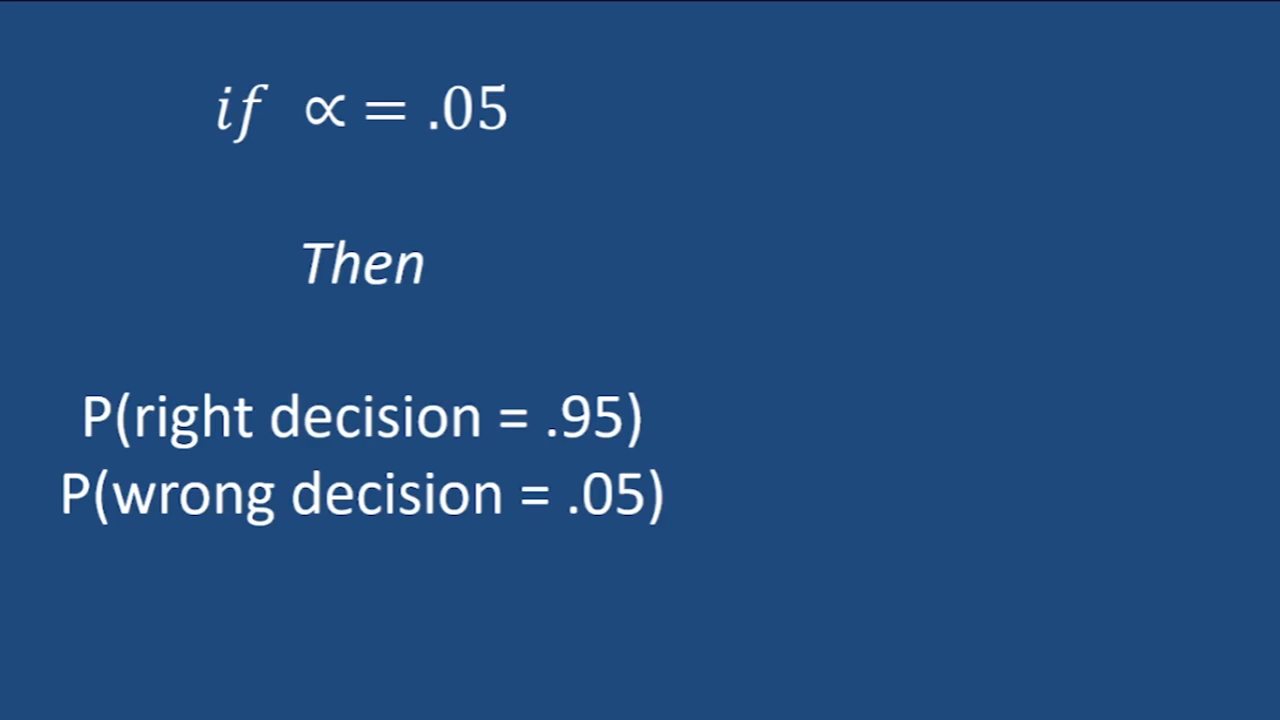 if ∝ = .05
Then
P(right decision = .95)
P(wrong decision = .05)